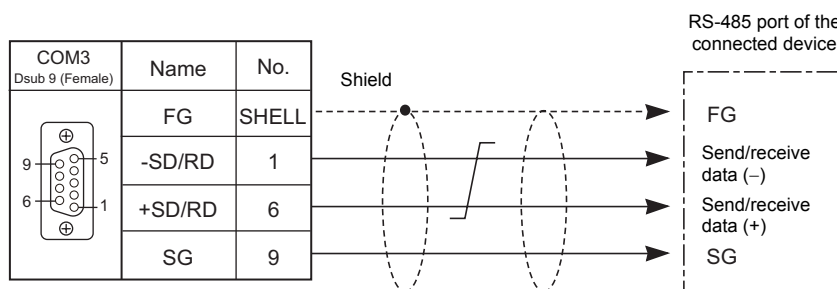 RS-485 port of the
connected device
COM3
Dsub 9 (Female)
Name
No.
Shield
FG
SHELL
FG
9
5
-SD/RD
1
Send/receive
data (−)
6
1
+SD/RD
6
Send/receive
data (+)
SG
9
SG